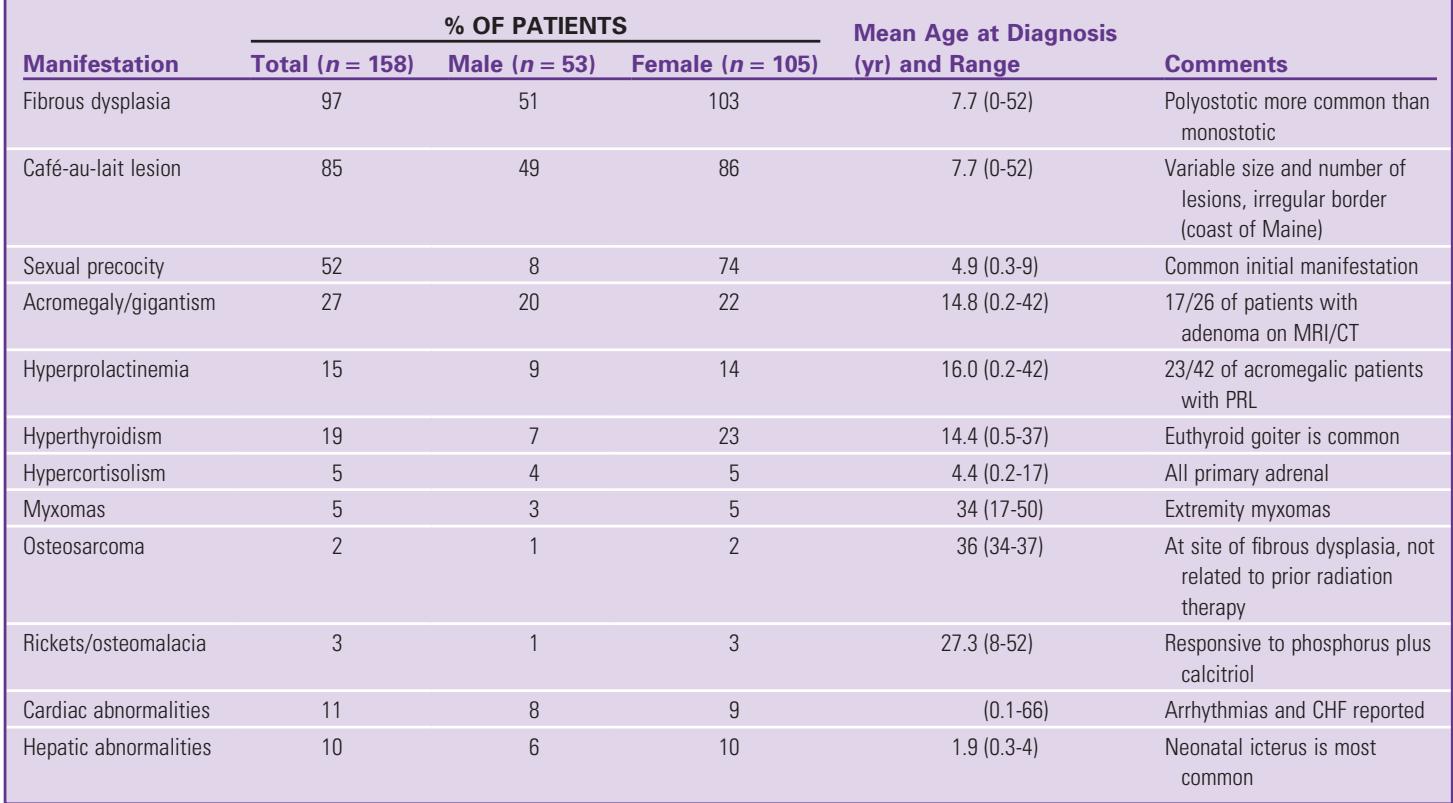 % OF PATIENTS
Manifestation Total (n = 158) Male (n = 53) Female (n = 105) Mean Age at Diagnosis
(yr) and Range Comments
Fibrous dysplasia 97 51 103 7.7 (0-52) Polyostotic more common than
monostotic
Café-au-lait lesion 85 49 86 7.7 (0-52) Variable size and number of
lesions, irregular border
(coast of Maine)
Sexual precocity 52 8 74 4.9 (0.3-9) Common initial manifestation
Acromegaly/gigantism 27 20 22 14.8 (0.2-42) 17/26 of patients with
adenoma on MRI/CT
Hyperprolactinemia 15 9 14 16.0 (0.2-42) 23/42 of acromegalic patients
with PRL
Hyperthyroidism 19 7 23 14.4 (0.5-37) Euthyroid goiter is common
Hypercortisolism 5 4 5 4.4 (0.2-17) All primary adrenal
Myxomas 5 3 5 34 (17-50) Extremity myxomas
Osteosarcoma 2 1 2 36 (34-37) At site of fibrous dysplasia, not
related to prior radiation
therapy
Rickets/osteomalacia 3 1 3 27.3 (8-52) Responsive to phosphorus plus
calcitriol
Cardiac abnormalities 11 8 9 (0.1-66) Arrhythmias and CHF reported
Hepatic abnormalities 10 6 10 1.9 (0.3-4) Neonatal icterus is most
common